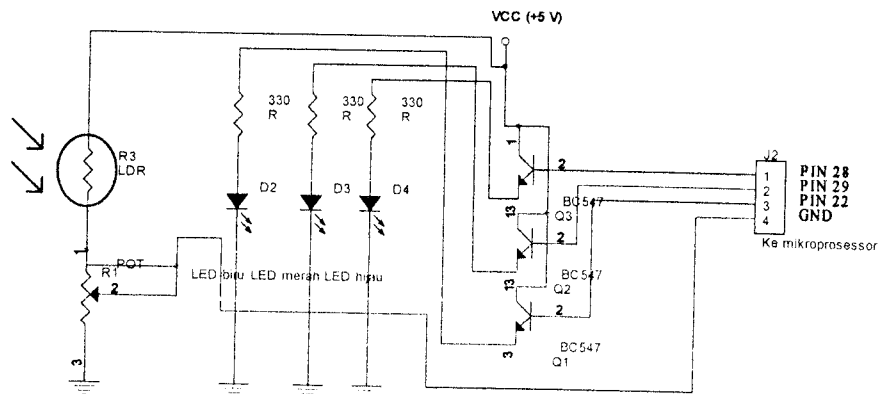 VCC (+5 V)
330
R
330
R
330
R
R3
LDR
D2
D3
D4
1
2
J2
1
2
3
4
PIN 28
PIN 29
PIN 22
GND
Ke mikroprosessor
BC547
Q3
13
2
BC547
Q2
13
2
BC547
Q1
3
1
POT
R1
2
3
LED biru LED merah LED hijau